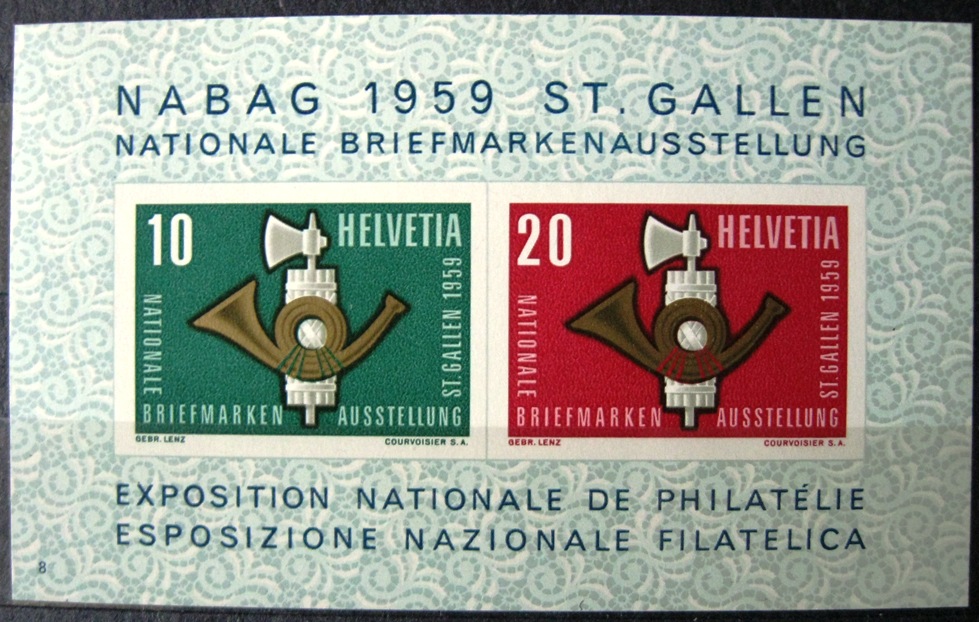 NABAG 1959 ST. GALLEN
NATIONALE BRIEFMARKENAUSSTELLUNG
10 HELVETIA
NATIONALE
BRIEFMARKEN AUSSTELLUNG
ST. GALLEN 1959
GEBR. LENZ COURVOISIER S.A.
20 HELVETIA
NATIONALE
BRIEFMARKEN AUSSTELLUNG
ST. GALLEN 1959
GEBR. LENZ COURVOISIER S.A.
EXPOSITION NATIONALE DE PHILATÉLIE
ESPOSIZIONE NAZIONALE FILATELICA
8